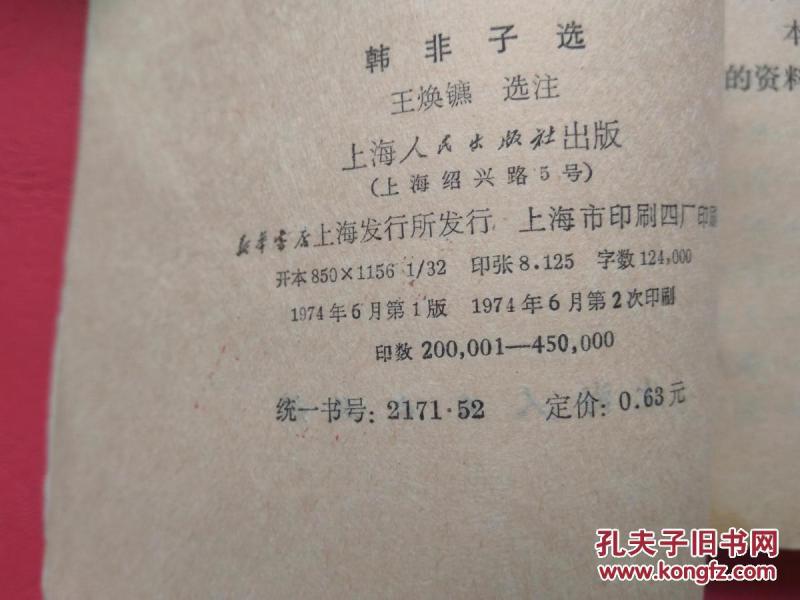 韩非子选
王焕镳 选注
上海人民出版社出版
(上海绍兴路5号)
新华书店上海发行所发行 上海市印刷四厂印刷
开本850×1156 1/32 印张8.125 字数124,000
1974年6月第1版 1974年6月第2次印刷
印数200,001—450,000
统一书号:2171·52 定价:0.63元
本
的资料
孔夫子旧书网
www.kongfz.com